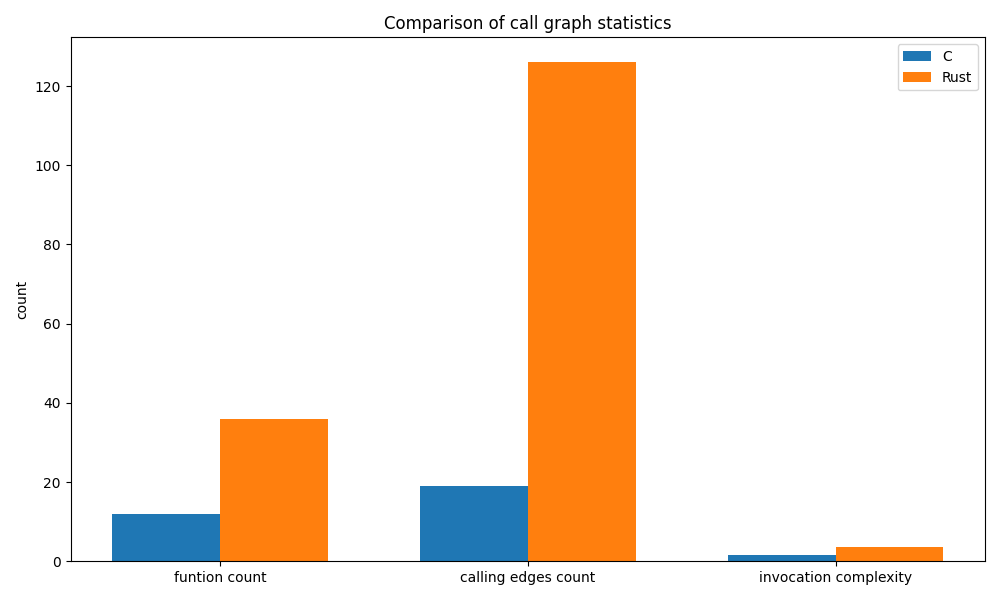 Comparison of call graph statistics
C
Rust
count
120
100
80
60
40
20
0
funtion count
calling edges count
invocation complexity